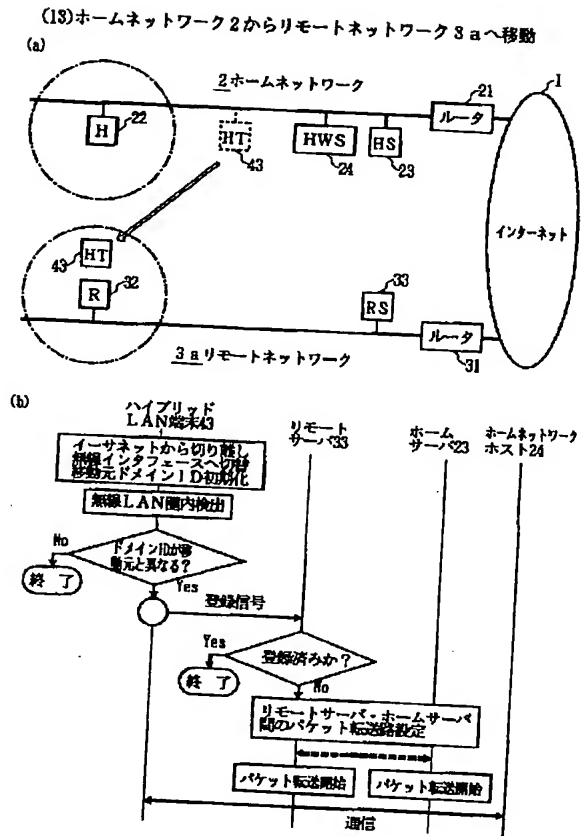 (13)ホームネットワーク2からリモートネットワーク3aへ移動
(a)
2ホームネットワーク
21
1
H
22
HT
43
HWS
24
HS
23
ルータ
インターネット
HT
43
R
32
33
RS
ルータ
31
3aリモートネットワーク
(b)
ハイブリッド
LAN端末43
リモート
サーバ33
ホーム
サーバ23
ホームネットワーク
ホスト24
イーサネットから切り離し
無線インタフェースへ切替
移動元ドメインID初期化
無線LAN圏内検出
No
ドメインIDが移
動元と異なる?
終了
Yes
登録信号
Yes
登録済みか?
終了
No
リモートサーバ・ホームサーバ
間のパケット転送路設定
パケット転送開始
パケット転送開始
通信